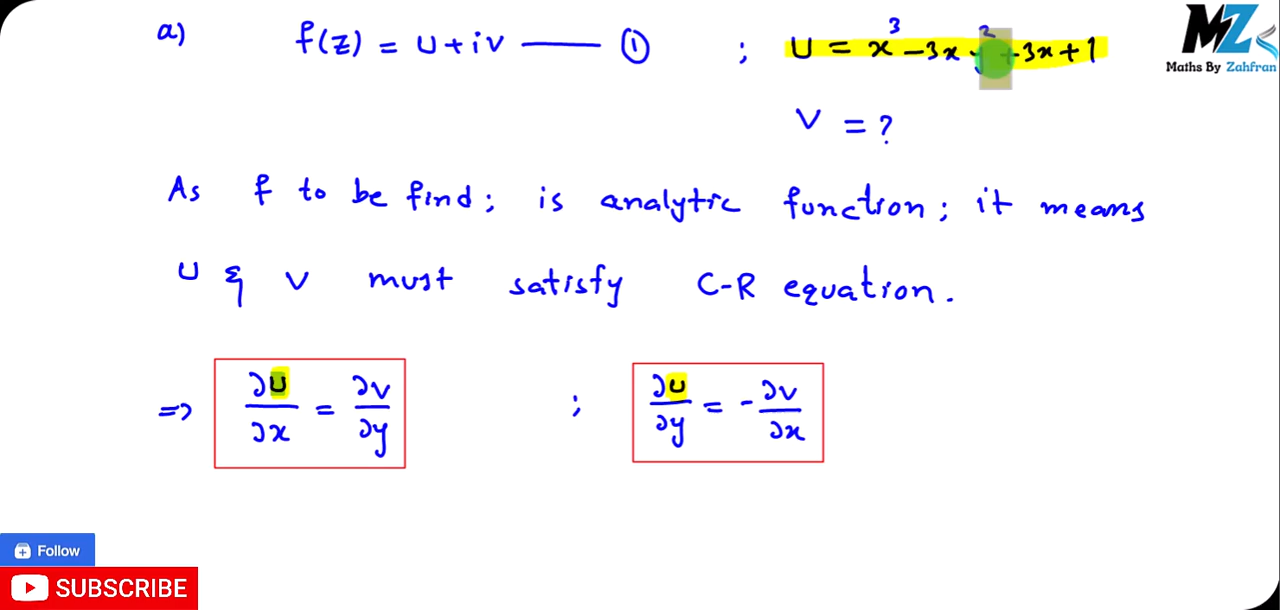 a) f(z) = u + iv —— ① ; u = x³ - 3xy² + 3x + 1
MZ
Maths By Zahfran
v = ?
As f to be find; is analytic function; it means
u & v must satisfy C-R equation.
=> ∂u/∂x = ∂v/∂y ; ∂u/∂y = -∂v/∂x
Follow
SUBSCRIBE